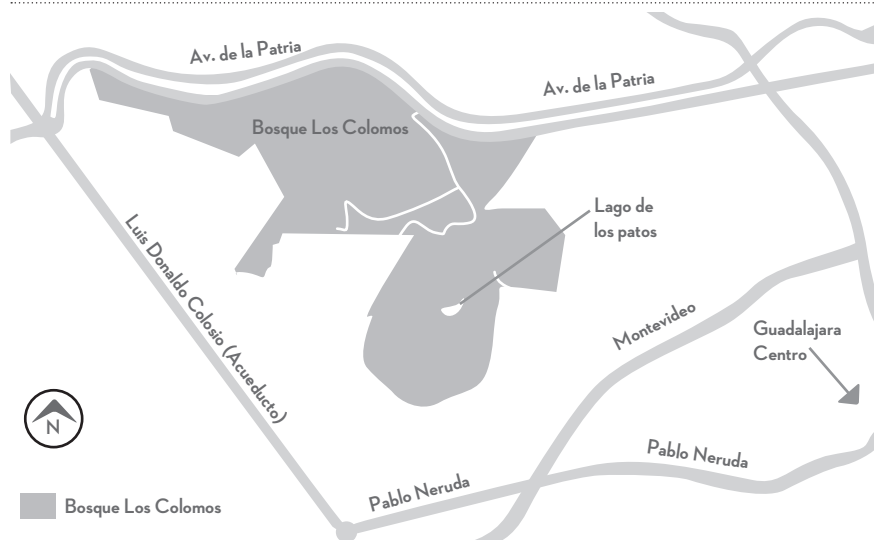 Av. de la Patria
Av. de la Patria
Bosque Los Colomos
Lago de
los patos
Luis Donaldo Colosio (Acueducto)
Montevideo
Guadalajara
Centro
N
Pablo Neruda
Pablo Neruda
Bosque Los Colomos